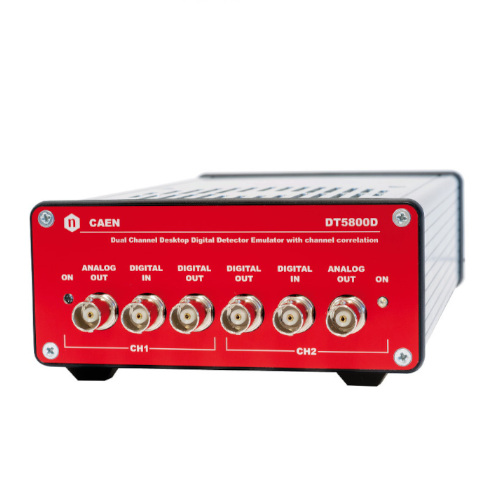 n CAEN DT5800D
Dual Channel Desktop Digital Detector Emulator with channel correlation
ON ANALOG OUT DIGITAL IN DIGITAL OUT DIGITAL OUT DIGITAL IN ANALOG OUT ON
CH1 CH2